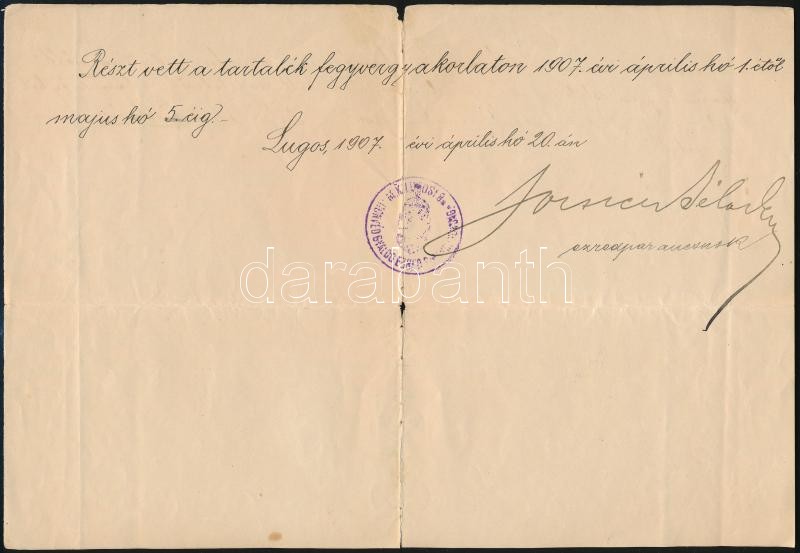 Részt vett a tartalék fegyvergyakorlaton 1907. évi április hó 1. étől
majus hó 5. éig.-
Lugos, 1907. évi április hó 20. án
ezredparancsnok
darabanth